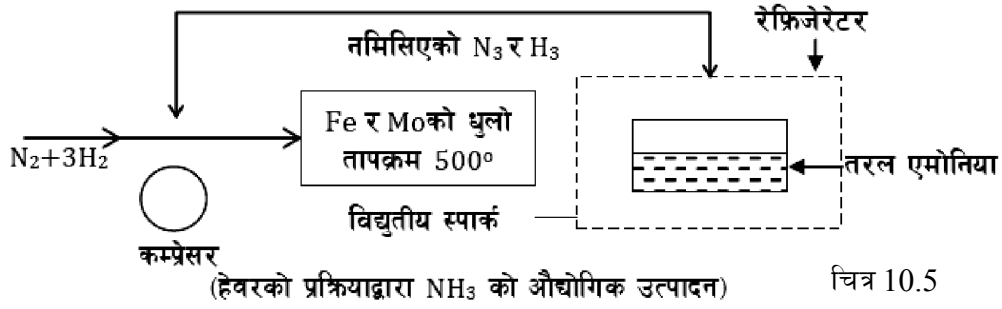 रेफ्रिजेरेटर
नमिसिएको N₃ र H₃
Fe र Moको धुलो
तापक्रम 500°
N₂+3H₂
तरल एमोनिया
विद्युतीय स्पार्क
कम्प्रेसर
(हेवरको प्रक्रियाद्वारा NH₃ को औद्योगिक उत्पादन)
चित्र 10.5